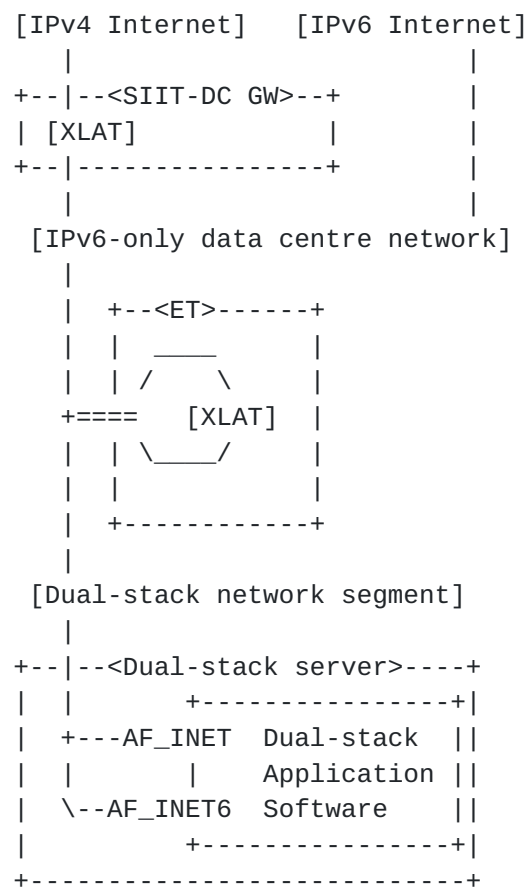 [IPv4 Internet]   [IPv6 Internet]
<SIIT-DC GW>
[XLAT]
[IPv6-only data centre network]
<ET>
[XLAT]
[Dual-stack network segment]
<Dual-stack server>
AF_INET  Dual-stack
Application
AF_INET6  Software